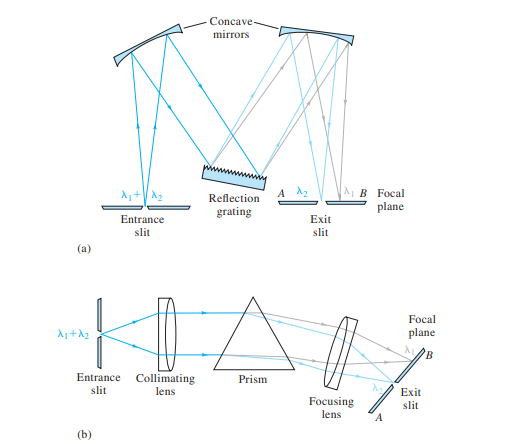 Concave
mirrors
λ₁+λ₂
Reflection
grating
A
λ₂
λ₁
B
Focal
plane
Entrance
slit
Exit
slit
(a)
Focal
plane
λ₁+λ₂
λ₁
B
Entrance
slit
Collimating
lens
Prism
λ₂
Focusing
lens
Exit
slit
A
(b)